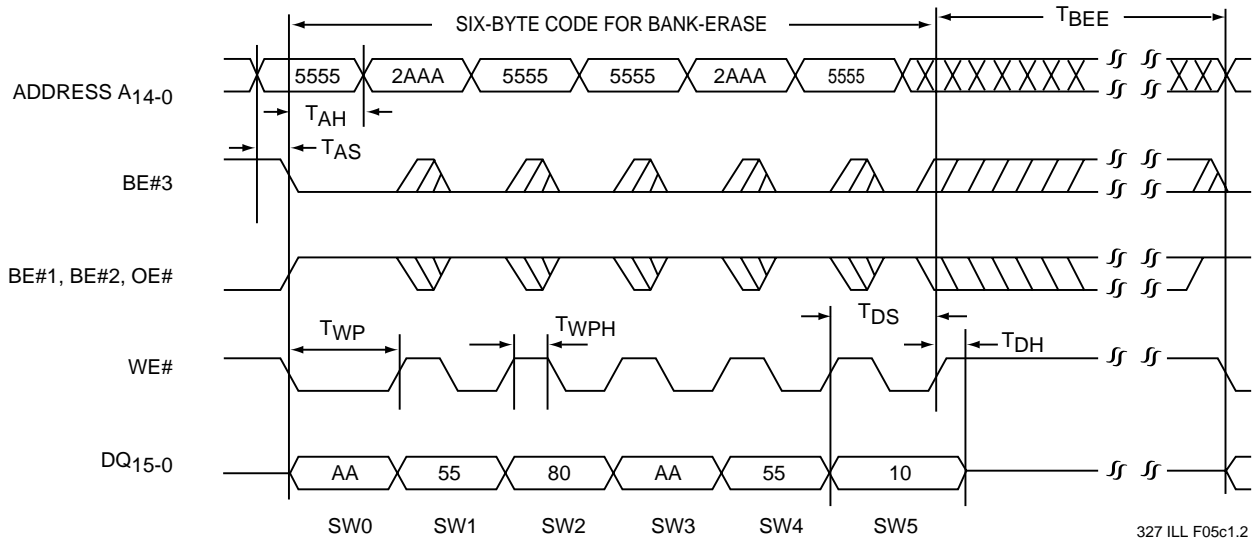 SIX-BYTE CODE FOR BANK-ERASE
TBEE
ADDRESS A14-0
5555 2AAA 5555 5555 2AAA 5555
TAH
TAS
BE#3
BE#1, BE#2, OE#
TWP
TWPH
TDS
TDH
WE#
DQ15-0
AA 55 80 AA 55 10
SW0 SW1 SW2 SW3 SW4 SW5
327 ILL F05c1.2